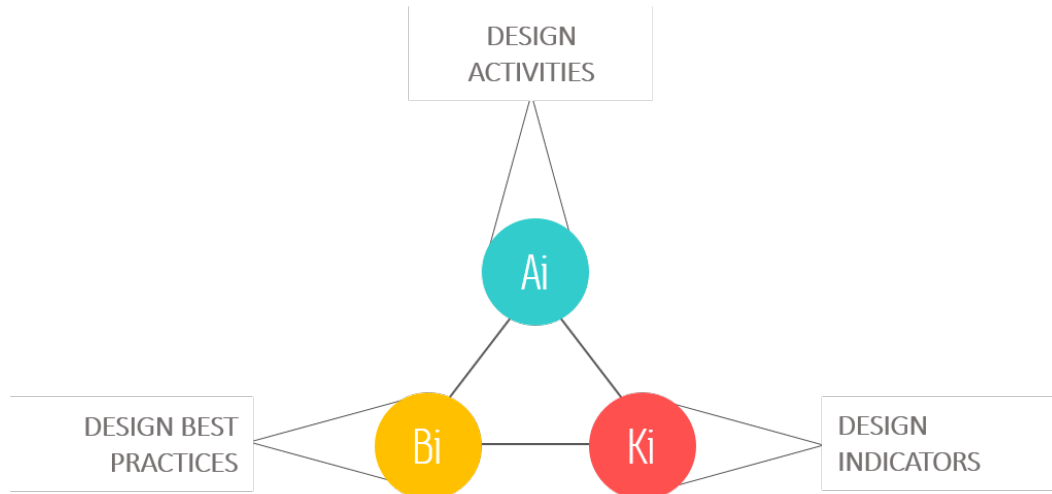 DESIGN
ACTIVITIES
Ai
DESIGN BEST
PRACTICES
Bi
Ki
DESIGN
INDICATORS